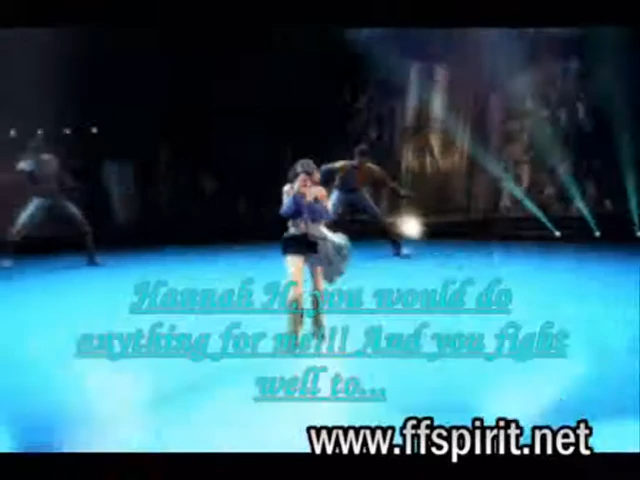 Hannah H, you would do
anything for me!!! And you fight
well to...
www.ffspirit.net